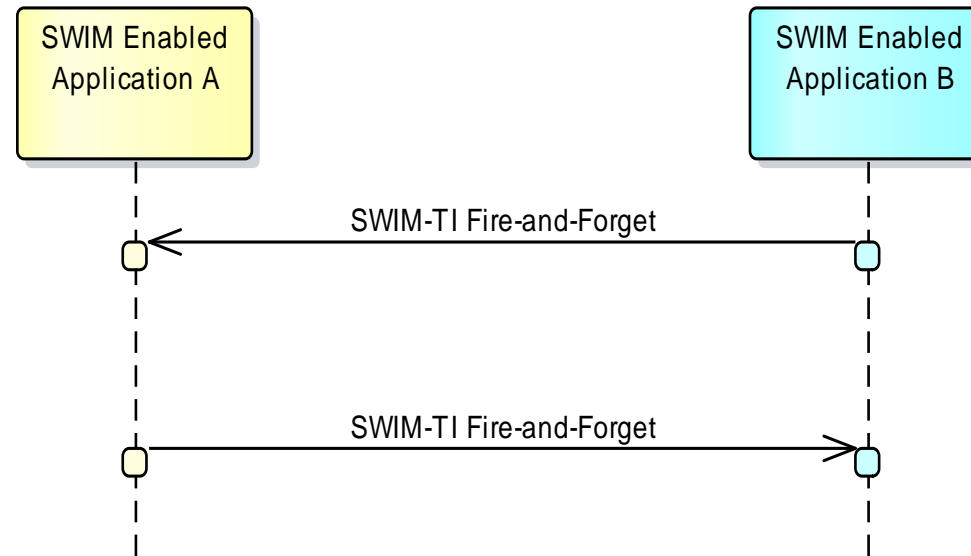 SWIM Enabled
Application A
SWIM Enabled
Application B
SWIM-TI Fire-and-Forget
SWIM-TI Fire-and-Forget